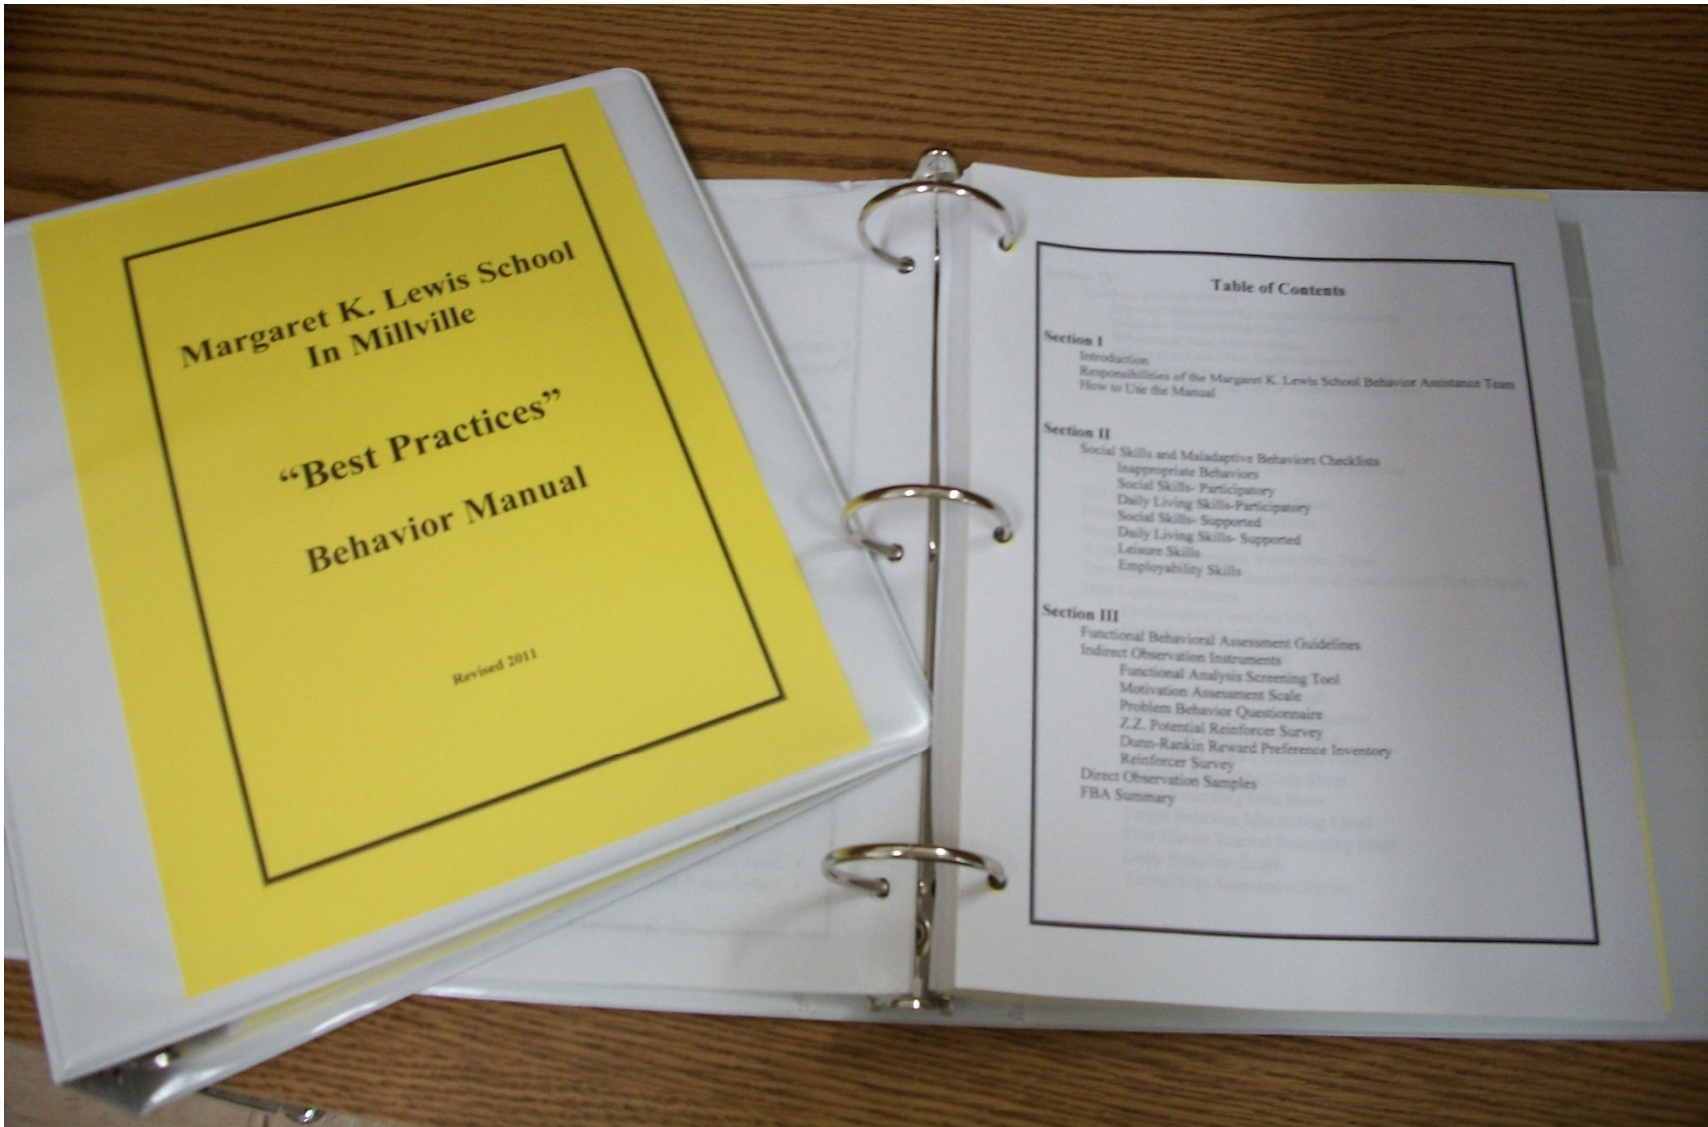 Margaret K. Lewis School
In Millville
“Best Practices”
Behavior Manual
Revised 2011
Table of Contents
Section I
Introduction
Responsibilities of the Margaret K. Lewis School Behavior Assistance Team
How to Use the Manual
Section II
Social Skills and Maladaptive Behaviors Checklists
Inappropriate Behaviors
Social Skills- Participatory
Daily Living Skills-Participatory
Social Skills- Supported
Daily Living Skills- Supported
Leisure Skills
Employability Skills
Section III
Functional Behavioral Assessment Guidelines
Indirect Observation Instruments
Functional Analysis Screening Tool
Motivation Assessment Scale
Problem Behavior Questionnaire
Z.Z. Potential Reinforcer Survey
Dunn-Rankin Reward Preference Inventory
Reinforcer Survey
Direct Observation Samples
FBA Summary